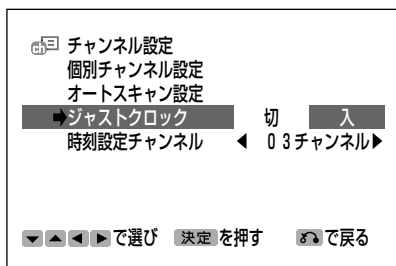 ch チャンネル設定
個別チャンネル設定
オートスキャン設定
ジャストクロック 切 入
時刻設定チャンネル ◀ 03チャンネル▶
▼▲◀▶で選び 決定を押す で戻る